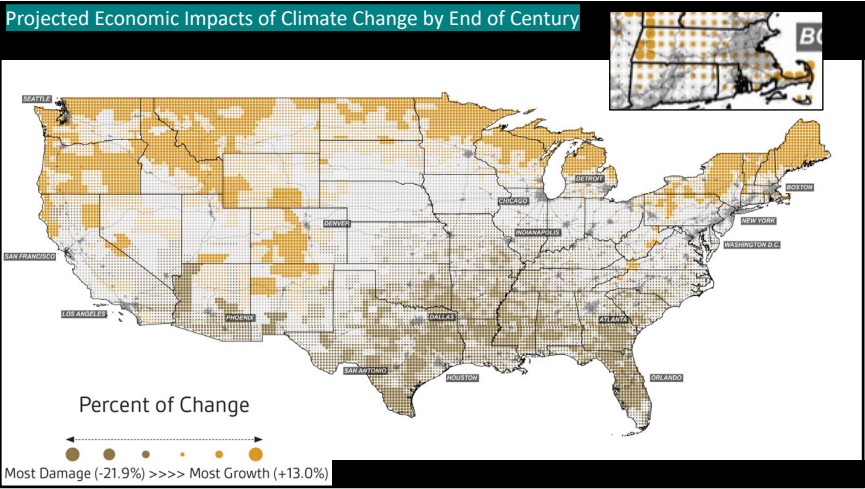 Projected Economic Impacts of Climate Change by End of Century
BO
SEATTLE
DETROIT
BOSTON
CHICAGO
NEW YORK
DENVER
INDIANAPOLIS
WASHINGTON D.C.
SAN FRANCISCO
LOS ANGELES
PHOENIX
DALLAS
ATLANTA
SAN ANTONIO
HOUSTON
ORLANDO
Percent of Change
Most Damage (-21.9%) >>>> Most Growth (+13.0%)